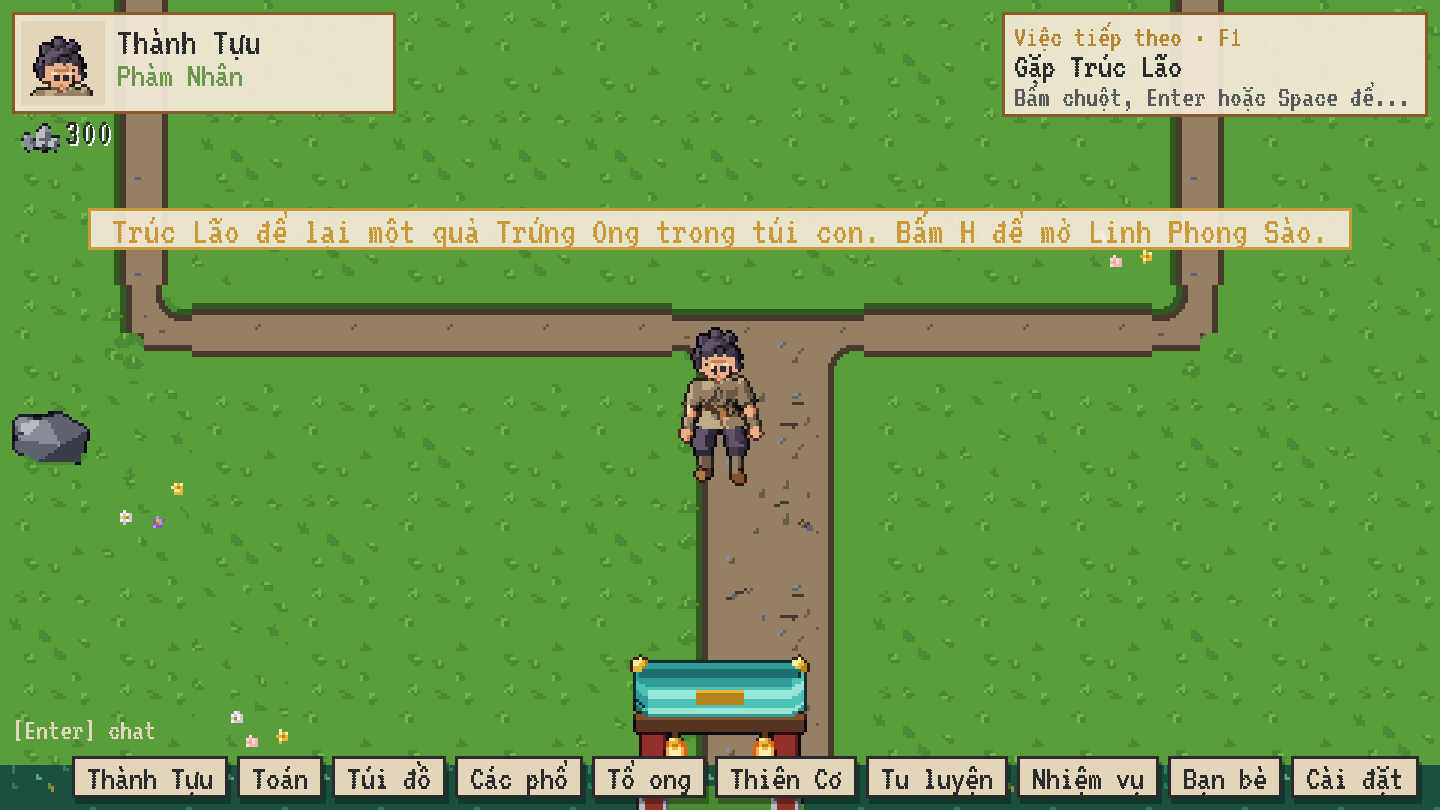 Thành Tựu
Phàm Nhân
300
Việc tiếp theo · F1
Gặp Trúc Lão
Bấm chuột, Enter hoặc Space để...
Trúc Lão để lại một quả Trứng Ong trong túi con. Bấm H để mở Linh Phong Sào.
[Enter] chat
Thành Tựu
Toán
Túi đồ
Các phổ
Tổ ong
Thiên Cơ
Tu luyện
Nhiệm vụ
Bạn bè
Cài đặt